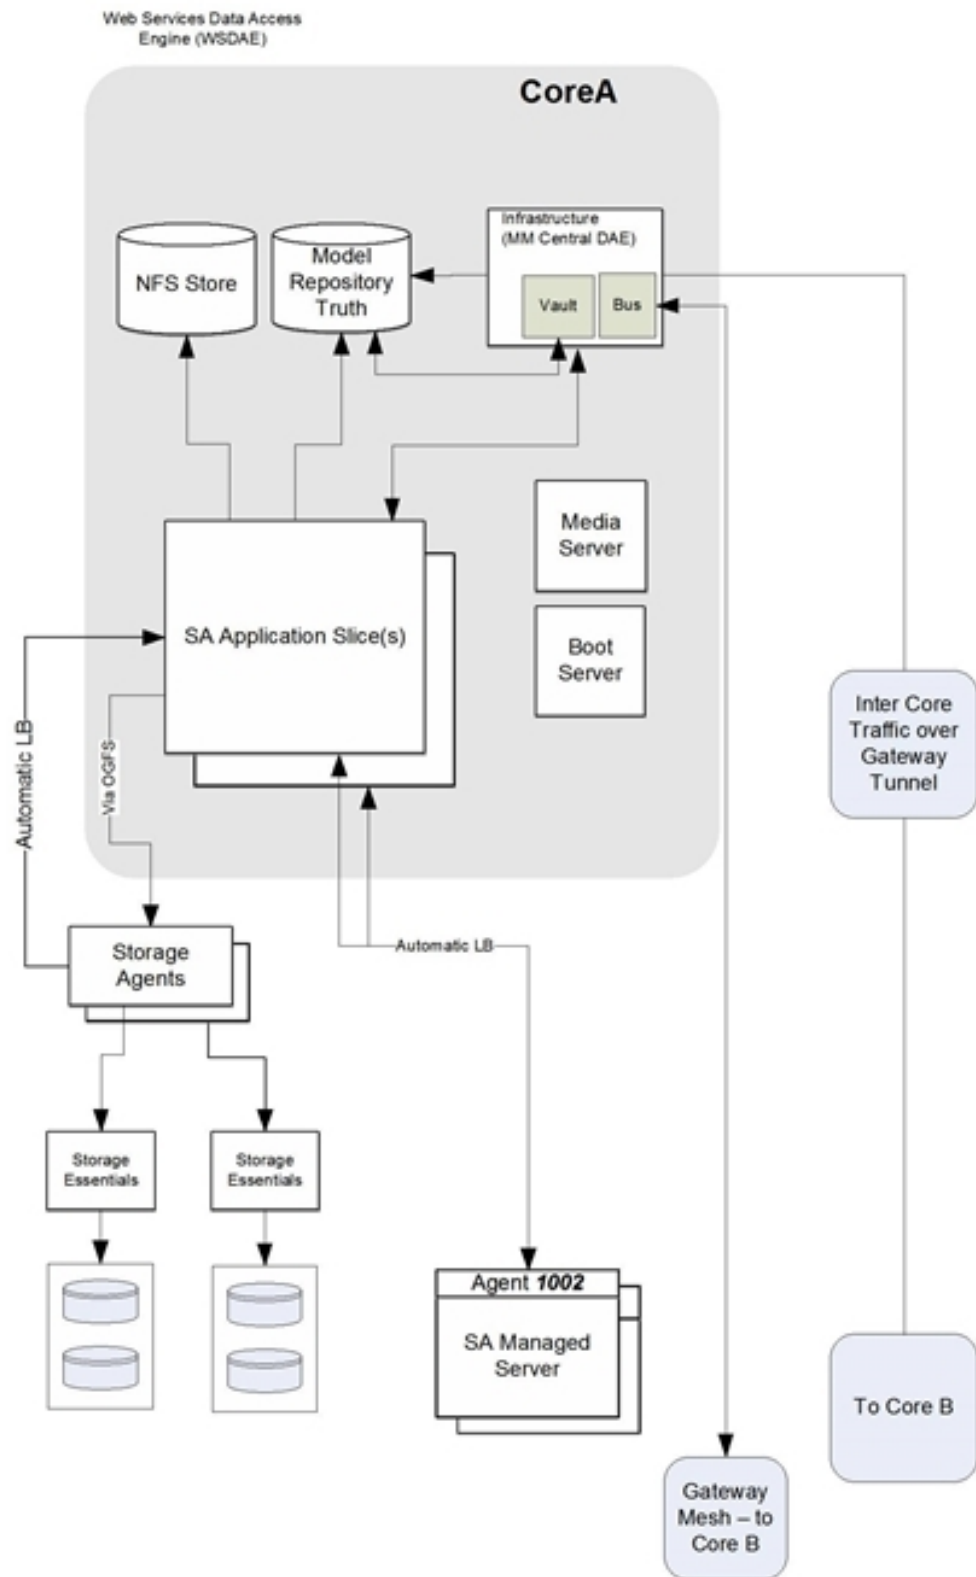 Web Services Data Access
Engine (WSDAE)
CoreA
Infrastructure
(MM Central DAE)
NFS Store
Model
Repository
Truth
Vault
Bus
Media
Server
SA Application Slice(s)
Boot
Server
Automatic LB
Via OGFS
Inter Core
Traffic over
Gateway
Tunnel
Storage
Agents
Automatic LB
Storage
Essentials
Storage
Essentials
Agent 1002
SA Managed
Server
To Core B
Gateway
Mesh – to
Core B